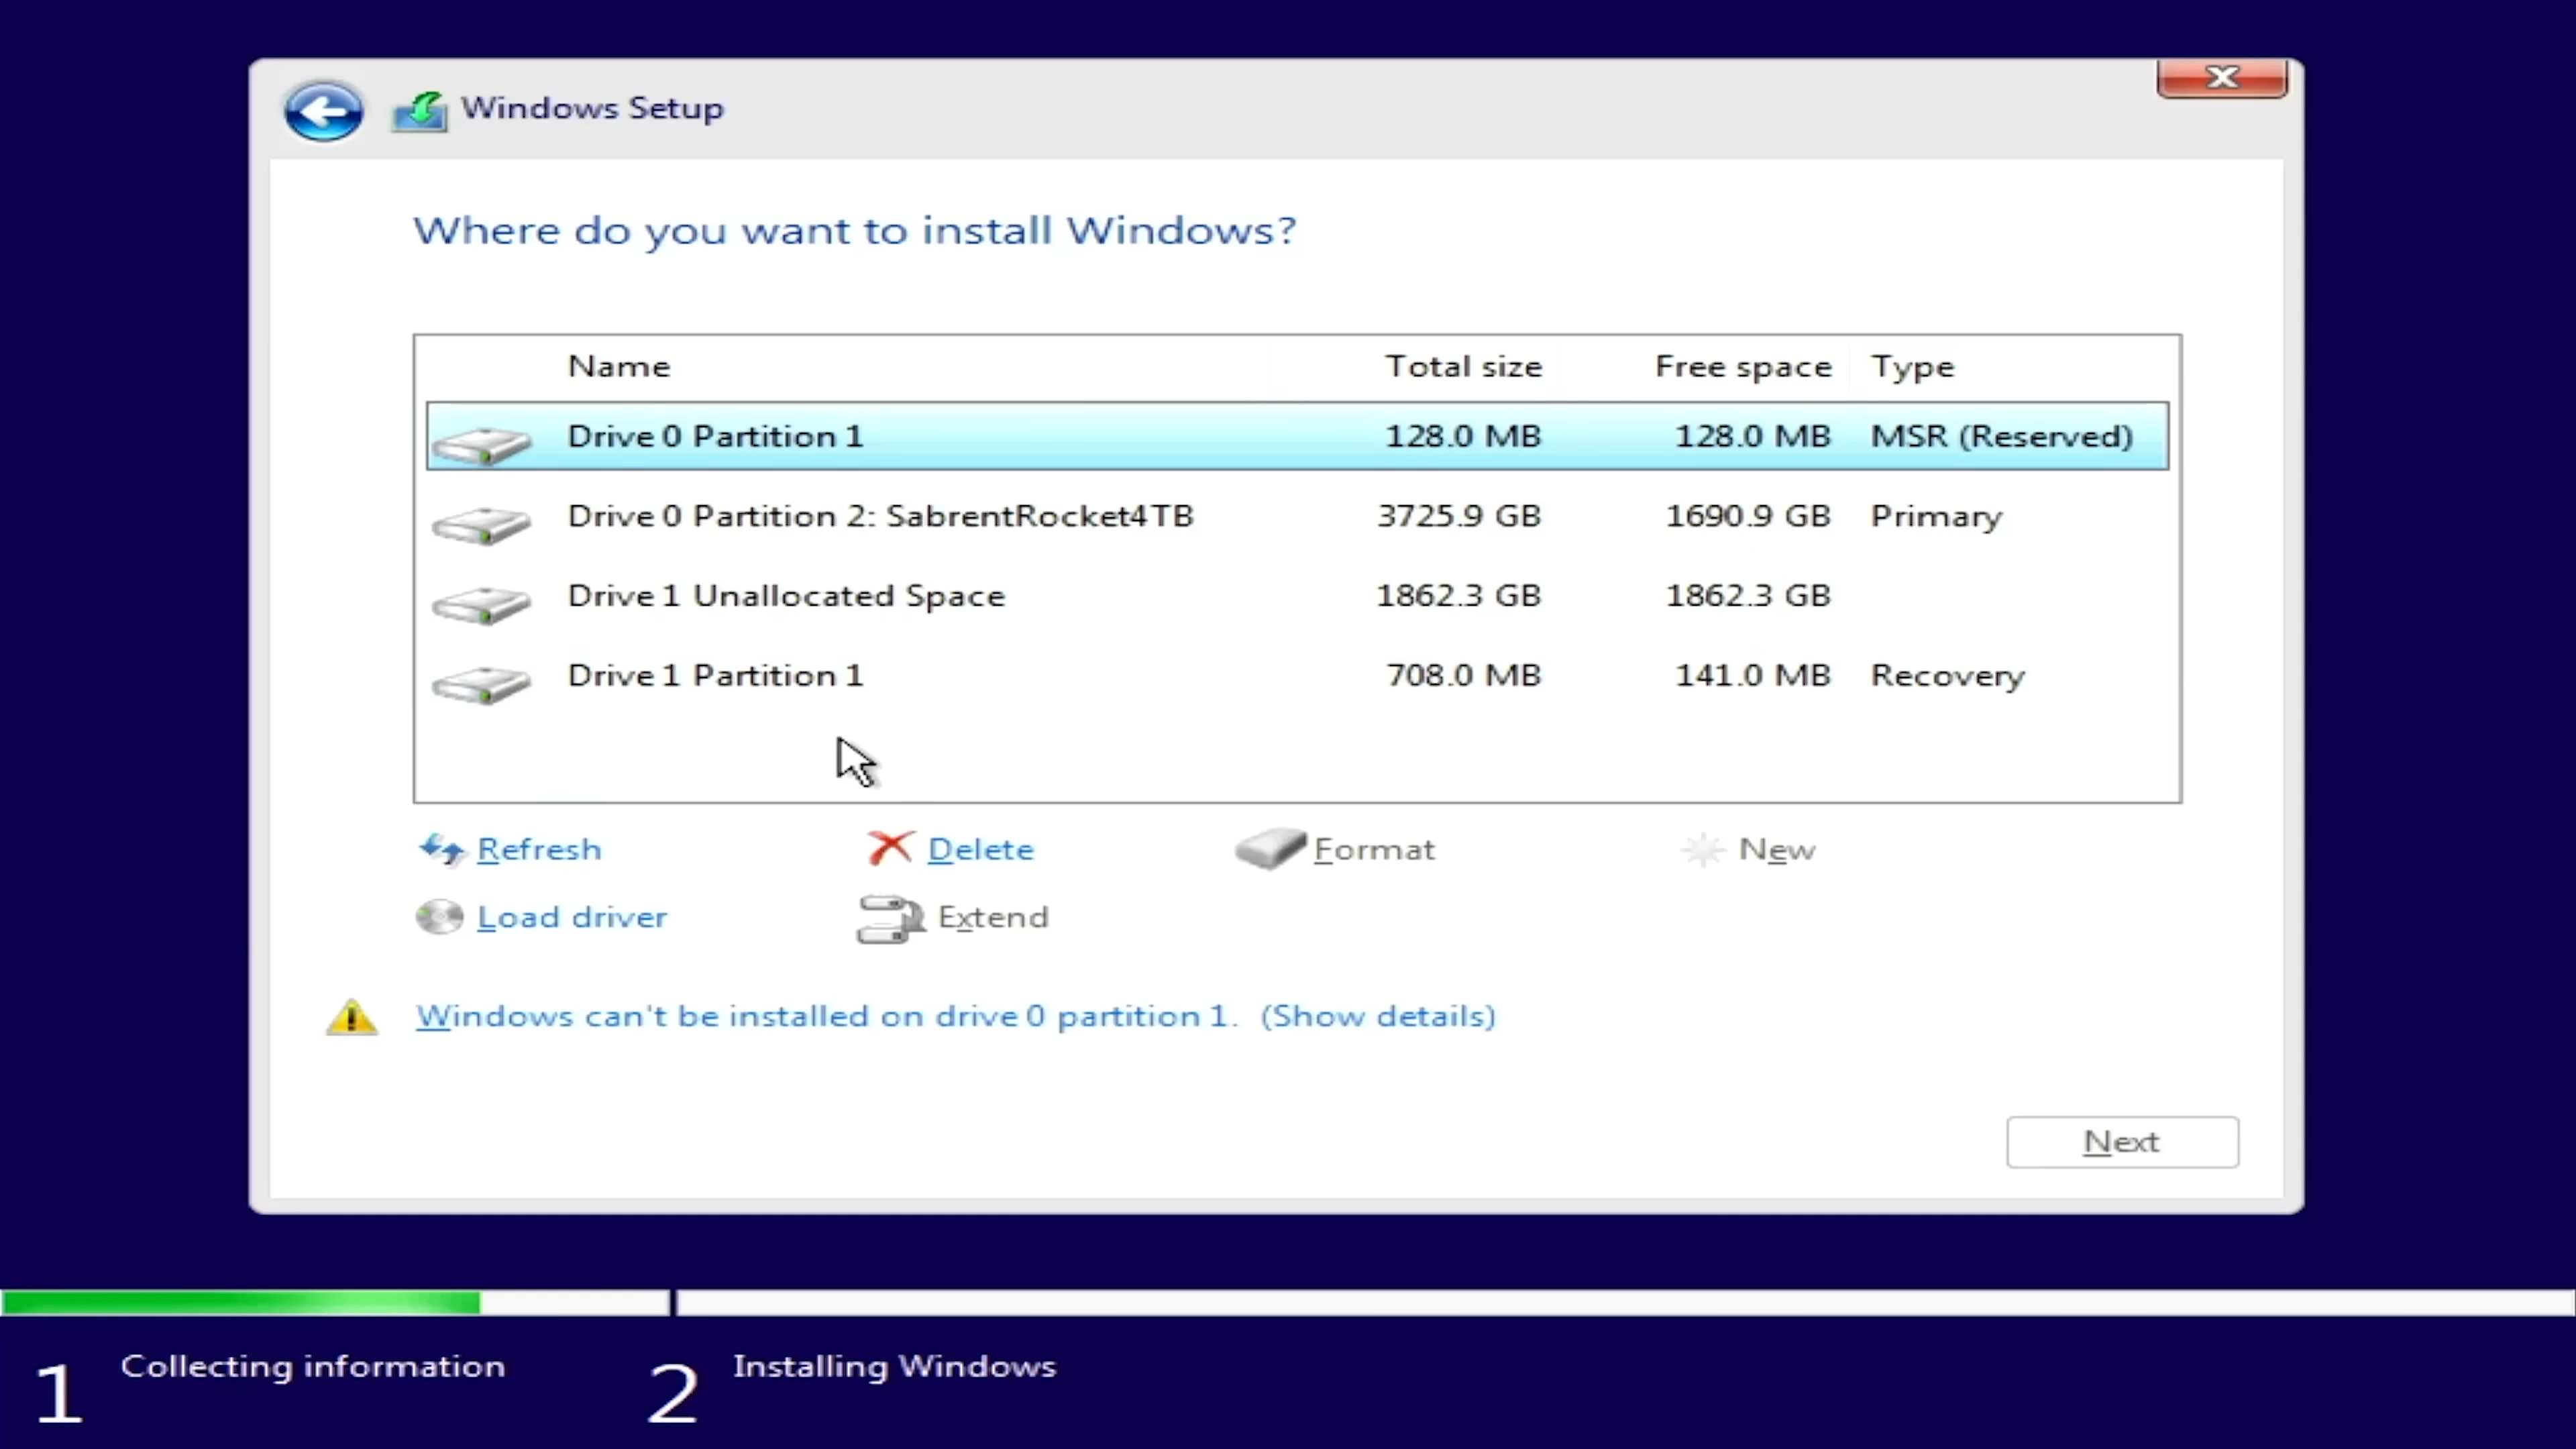 Windows Setup
Where do you want to install Windows?
Name Total size Free space Type
Drive 0 Partition 1 128.0 MB 128.0 MB MSR (Reserved)
Drive 0 Partition 2: SabrentRocket4TB 3725.9 GB 1690.9 GB Primary
Drive 1 Unallocated Space 1862.3 GB 1862.3 GB
Drive 1 Partition 1 708.0 MB 141.0 MB Recovery
Refresh Delete Format New
Load driver Extend
Windows can't be installed on drive 0 partition 1. (Show details)
Next
1 Collecting information 2 Installing Windows